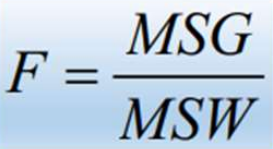 F = MSG / MSW